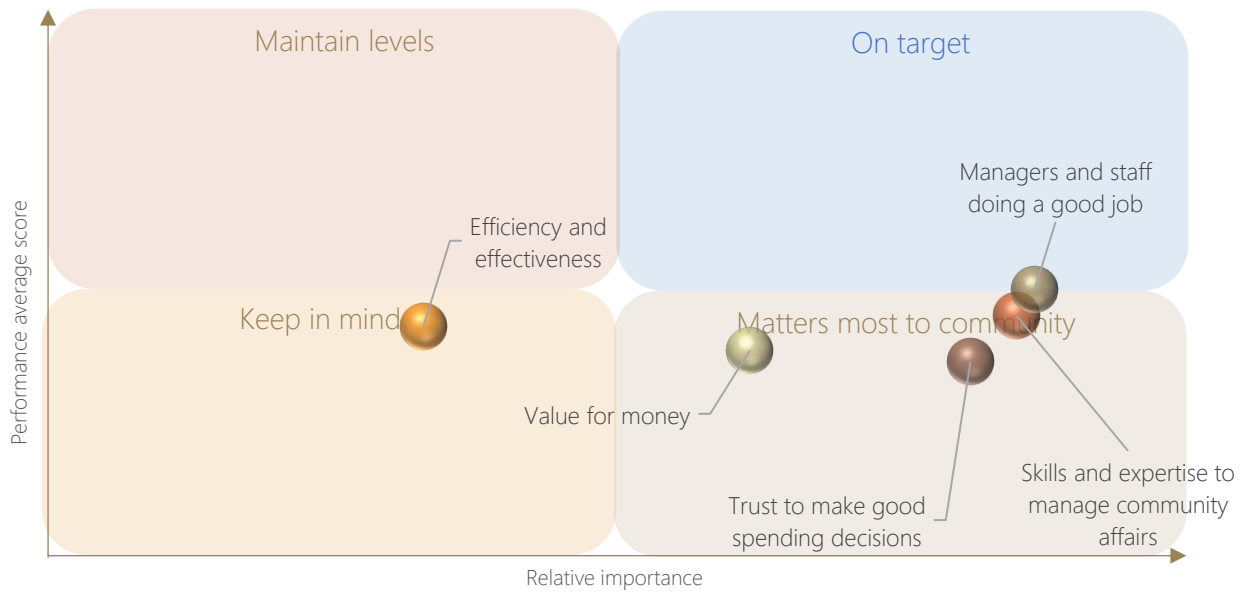 Maintain levels
On target
Managers and staff
doing a good job
Efficiency and
effectiveness
Performance average score
Keep in mind
Matters most to community
Value for money
Skills and expertise to
manage community
affairs
Trust to make good
spending decisions
Relative importance